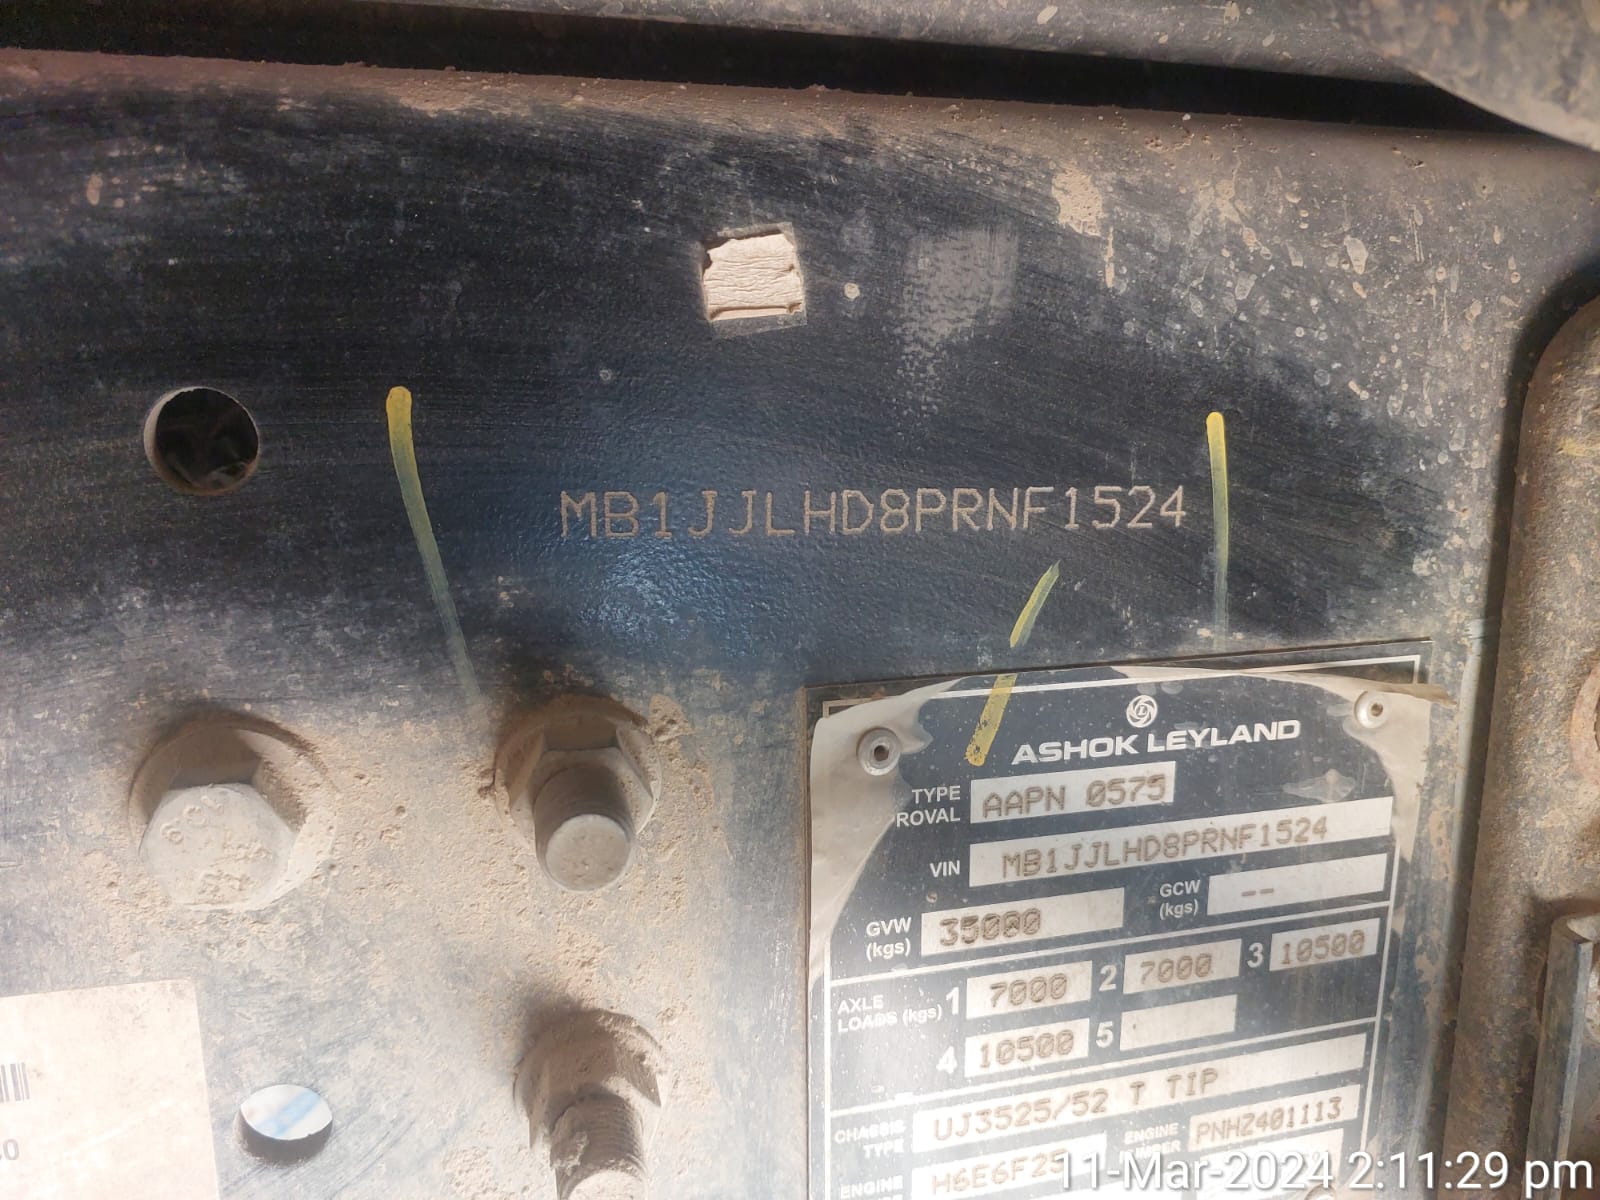 MB1JJLHD8PRNF1524
ASHOK LEYLAND
TYPE AAPN 0575
ROVAL
VIN MB1JJLHD8PRNF1524
GVW (kgs) 35000 GCW (kgs) --
AXLE LOADS (kgs) 1 7000 2 7000 3 10500
4 10500 5
CHASSIS TYPE UJ3525/52 T TIP
ENGINE H6E6F25 ENGINE PNHZ401113
11-Mar-2024 2:11:29 pm